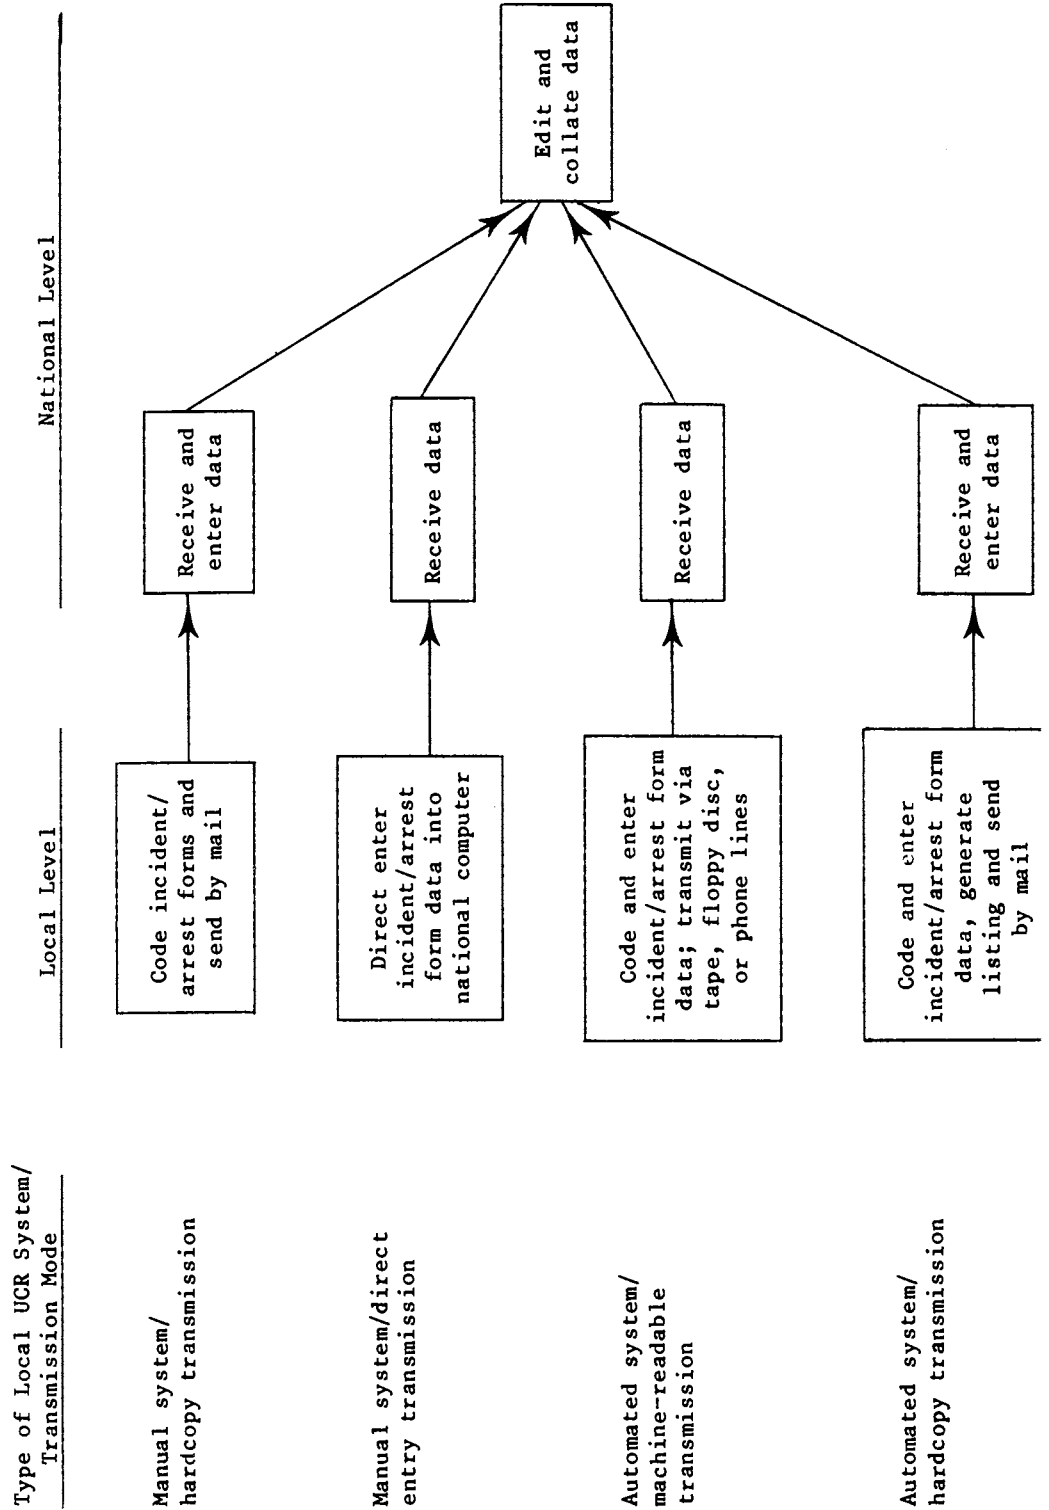 Type of Local UCR System/
Transmission Mode
Local Level
National Level
Manual system/
hardcopy transmission
Code incident/
arrest forms and
send by mail
Receive and
enter data
Manual system/direct
entry transmission
Direct enter
incident/arrest
form data into
national computer
Receive data
Automated system/
machine-readable
transmission
Code and enter
incident/arrest form
data; transmit via
tape, floppy disc,
or phone lines
Receive data
Automated system/
hardcopy transmission
Code and enter
incident/arrest form
data, generate
listing and send
by mail
Receive and
enter data
Edit and
collate data